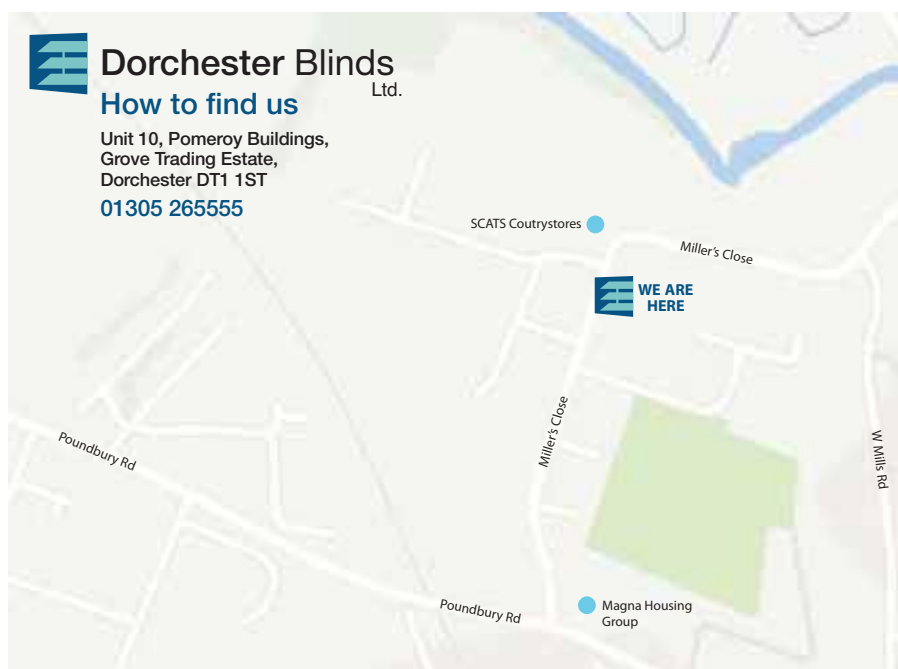 Dorchester Blinds
Ltd.
How to find us
Unit 10, Pomeroy Buildings,
Grove Trading Estate,
Dorchester DT1 1ST
01305 265555
SCATS Coutrystores
Miller's Close
WE ARE
HERE
Miller's Close
Poundbury Rd
W Mills Rd
Poundbury Rd
Magna Housing
Group